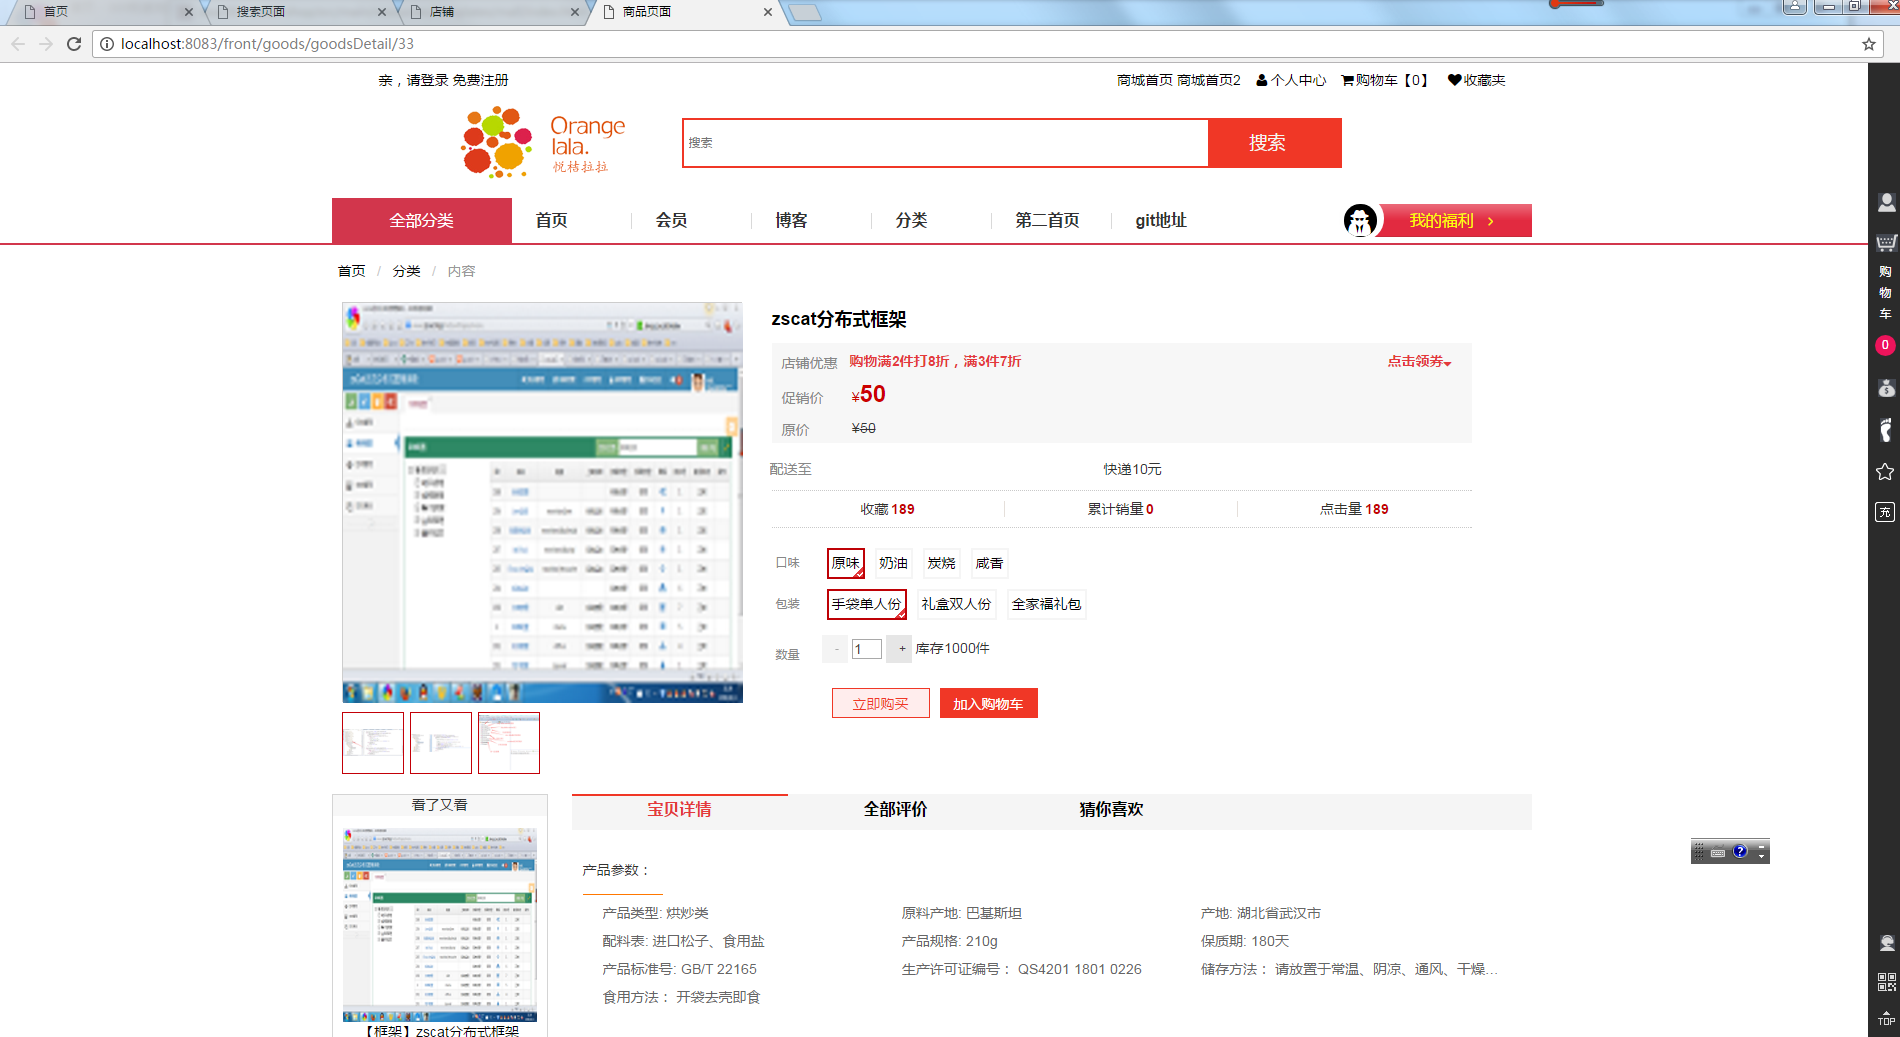 首页 搜索页面 店铺 商品页面
localhost:8083/front/goods/goodsDetail/33
亲，请登录 免费注册 商城首页 商城首页2 个人中心 购物车【0】 收藏夹
Orange
lala.
悦桔拉拉
搜索 搜索
全部分类 首页 会员 博客 分类 第二首页 git地址 我的福利 >
首页 / 分类 / 内容
zscat分布式框架
店铺优惠 购物满2件打8折，满3件7折 点击领券
促销价 ¥50
原价 ¥50
配送至 快递10元
收藏 189 累计销量 0 点击量 189
口味 原味 奶油 炭烧 咸香
包装 手袋单人份 礼盒双人份 全家福礼包
数量 - 1 + 库存1000件
立即购买 加入购物车
看了又看
宝贝详情 全部评价 猜你喜欢
产品参数：
产品类型: 烘炒类 原料产地: 巴基斯坦 产地: 湖北省武汉市
配料表: 进口松子、食用盐 产品规格: 210g 保质期: 180天
产品标准号: GB/T 22165 生产许可证编号： QS4201 1801 0226 储存方法： 请放置于常温、阴凉、通风、干燥…
食用方法： 开袋去壳即食
【框架】zscat分布式框架
购
物
车
0
充
TOP